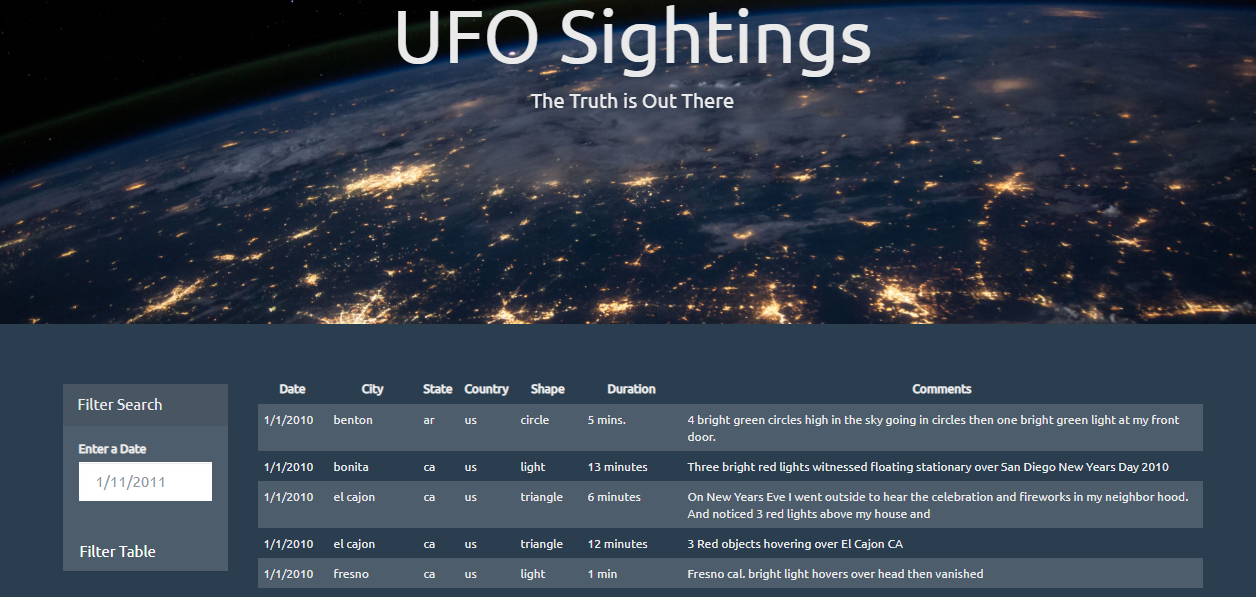 UFO Sightings
The Truth is Out There
Filter Search
Enter a Date
1/11/2011
Filter Table
Date City State Country Shape Duration Comments
1/1/2010 benton ar us circle 5 mins. 4 bright green circles high in the sky going in circles then one bright green light at my front
door.
1/1/2010 bonita ca us light 13 minutes Three bright red lights witnessed floating stationary over San Diego New Years Day 2010
1/1/2010 el cajon ca us triangle 6 minutes On New Years Eve I went outside to hear the celebration and fireworks in my neighbor hood.
And noticed 3 red lights above my house and
1/1/2010 el cajon ca us triangle 12 minutes 3 Red objects hovering over El Cajon CA
1/1/2010 fresno ca us light 1 min Fresno cal. bright light hovers over head then vanished